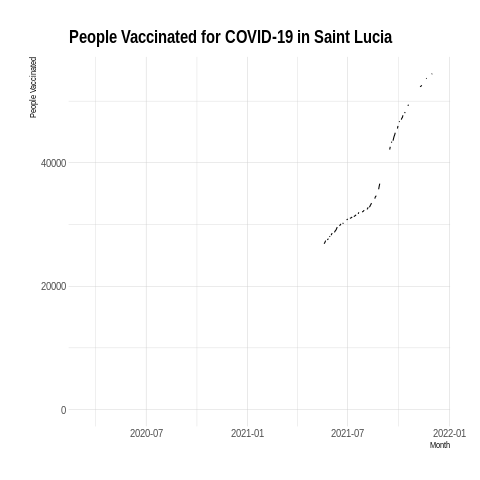 People Vaccinated for COVID-19 in Saint Lucia
People Vaccinated
40000
20000
0
2020-07 2021-01 2021-07 2022-01
Month